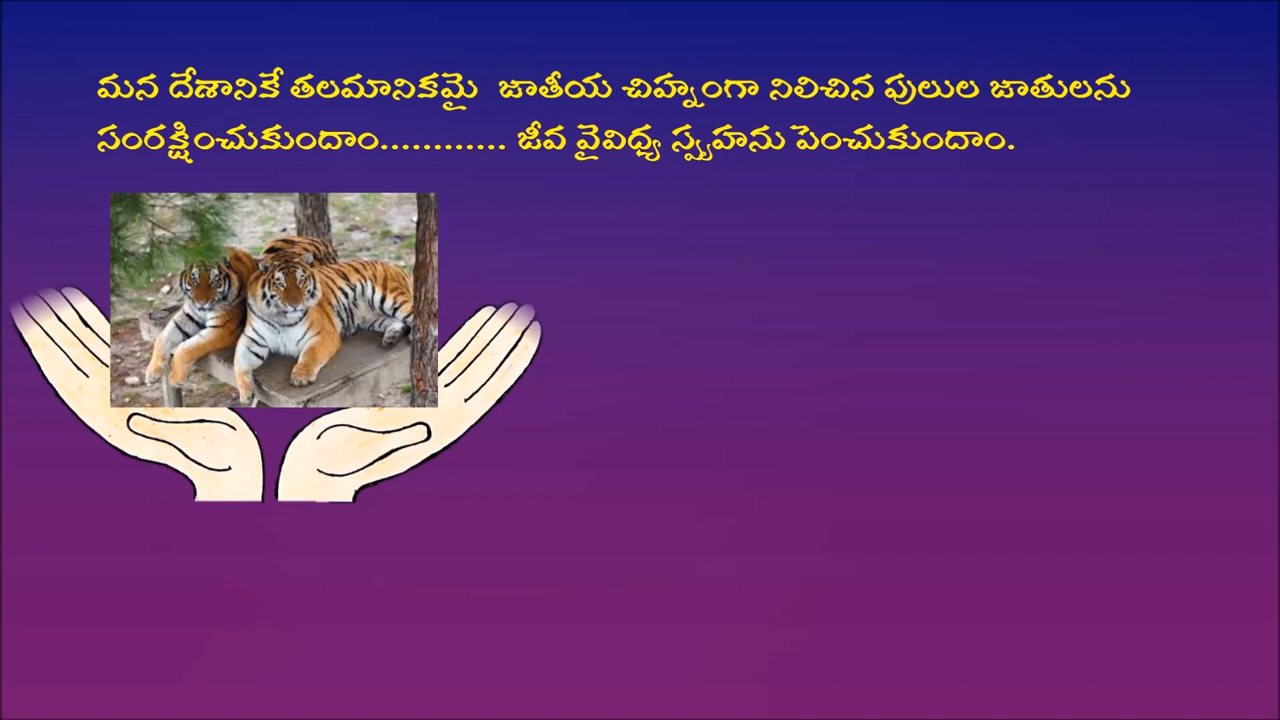 మన దేశానికే తలమానికమై  జాతీయ చిహ్నంగా నిలిచిన పులుల జాతులను
సంరక్షించుకుందాం............ జీవ వైవిధ్య స్పృహను పెంచుకుందాం.